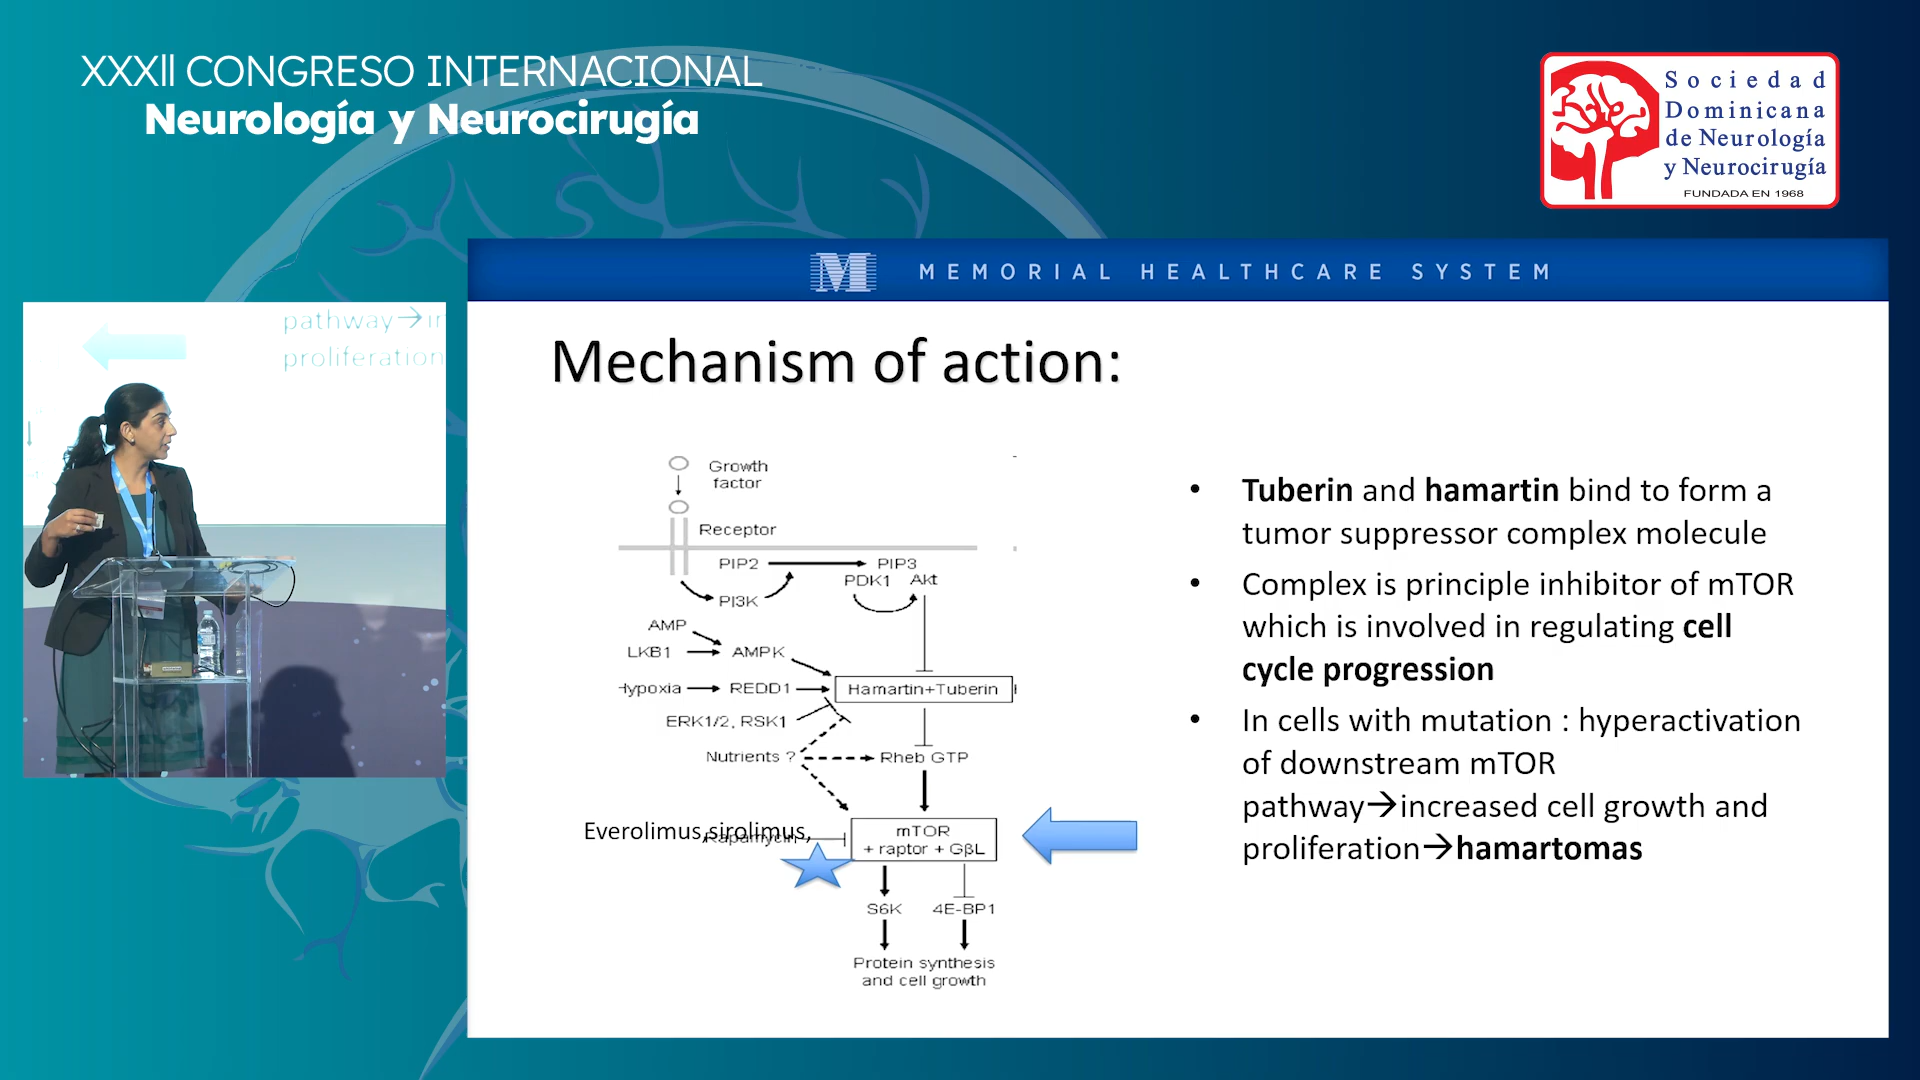 XXXII CONGRESO INTERNACIONAL
Neurología y Neurocirugía
Sociedad
Dominicana
de Neurología
y Neurocirugía
FUNDADA EN 1968
M MEMORIAL HEALTHCARE SYSTEM
pathway→in
proliferation
Mechanism of action:
Growth
factor
Receptor
PIP2
PIP3
PDK1 Akt
PI3K
AMP
LKB1
AMPK
Hypoxia
REDD1
Hamartin+Tuberin
ERK1/2, RSK1
Nutrients ?
Rheb GTP
Everolimus,sirolimus,
Rapamycin
mTOR
+ raptor + GβL
S6K
4E-BP1
Protein synthesis
and cell growth
• Tuberin and hamartin bind to form a
tumor suppressor complex molecule
• Complex is principle inhibitor of mTOR
which is involved in regulating cell
cycle progression
• In cells with mutation : hyperactivation
of downstream mTOR
pathway→increased cell growth and
proliferation→hamartomas